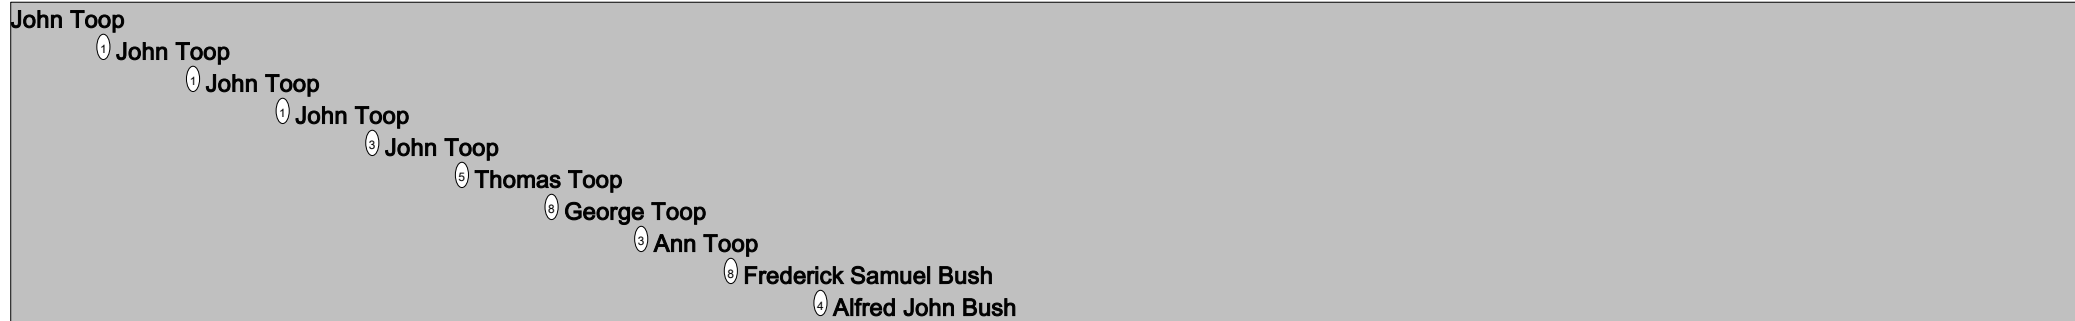 John Toop
1 John Toop
1 John Toop
1 John Toop
3 John Toop
5 Thomas Toop
8 George Toop
3 Ann Toop
8 Frederick Samuel Bush
4 Alfred John Bush